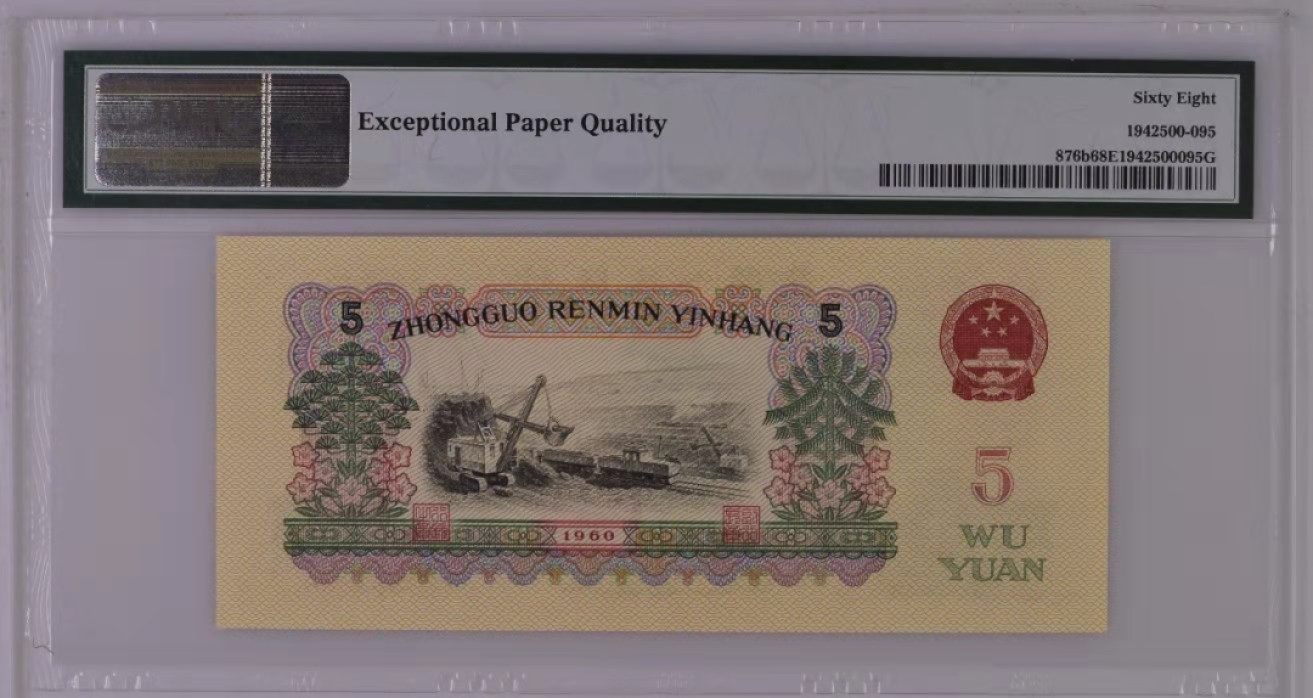 Exceptional Paper Quality
Sixty Eight
1942500-095
876b68E1942500095G
5 ZHONGGUO RENMIN YINHANG 5
1960
5
WU
YUAN